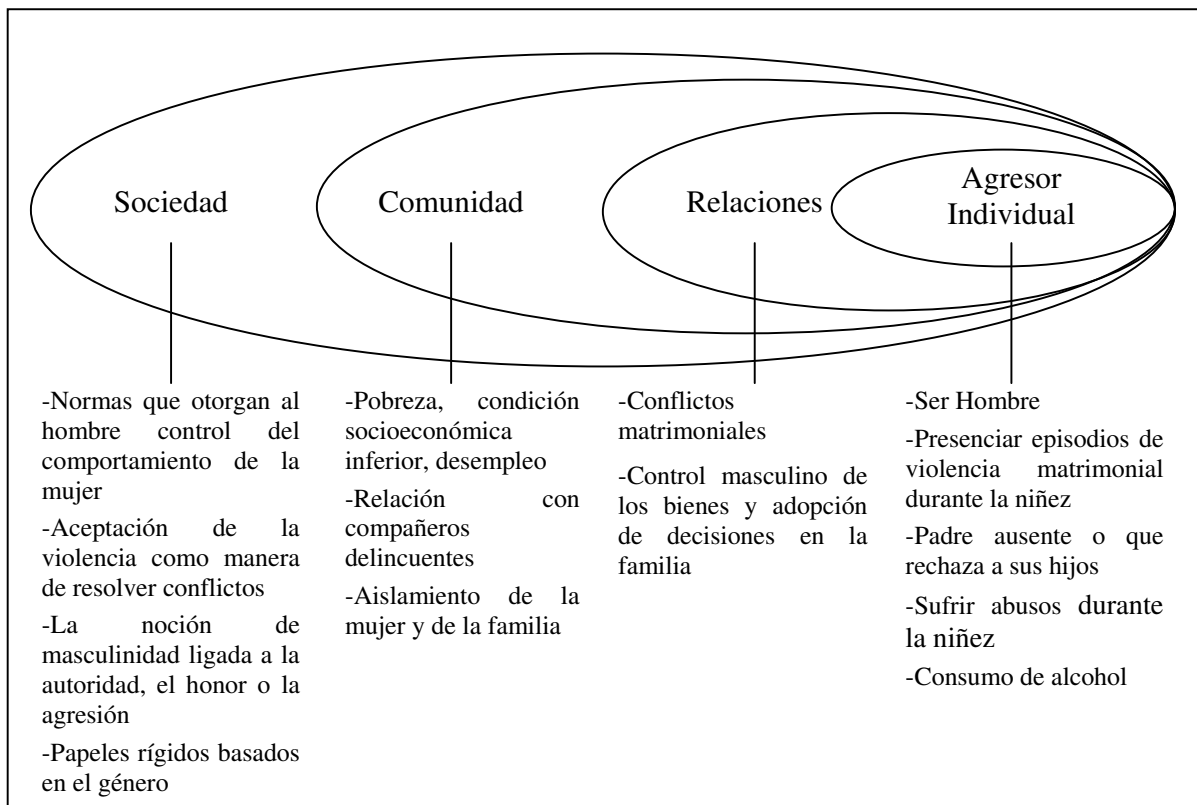 Sociedad
Comunidad
Relaciones
Agresor
Individual
-Normas que otorgan al
hombre control del
comportamiento de la
mujer
-Aceptación de la
violencia como manera
de resolver conflictos
-La noción de
masculinidad ligada a la
autoridad, el honor o la
agresión
-Papeles rígidos basados
en el género
-Pobreza, condición
socioeconómica
inferior, desempleo
-Relación con
compañeros
delincuentes
-Aislamiento de la
mujer y de la familia
-Conflictos
matrimoniales
-Control masculino de
los bienes y adopción
de decisiones en la
familia
-Ser Hombre
-Presenciar episodios de
violencia matrimonial
durante la niñez
-Padre ausente o que
rechaza a sus hijos
-Sufrir abusos durante
la niñez
-Consumo de alcohol